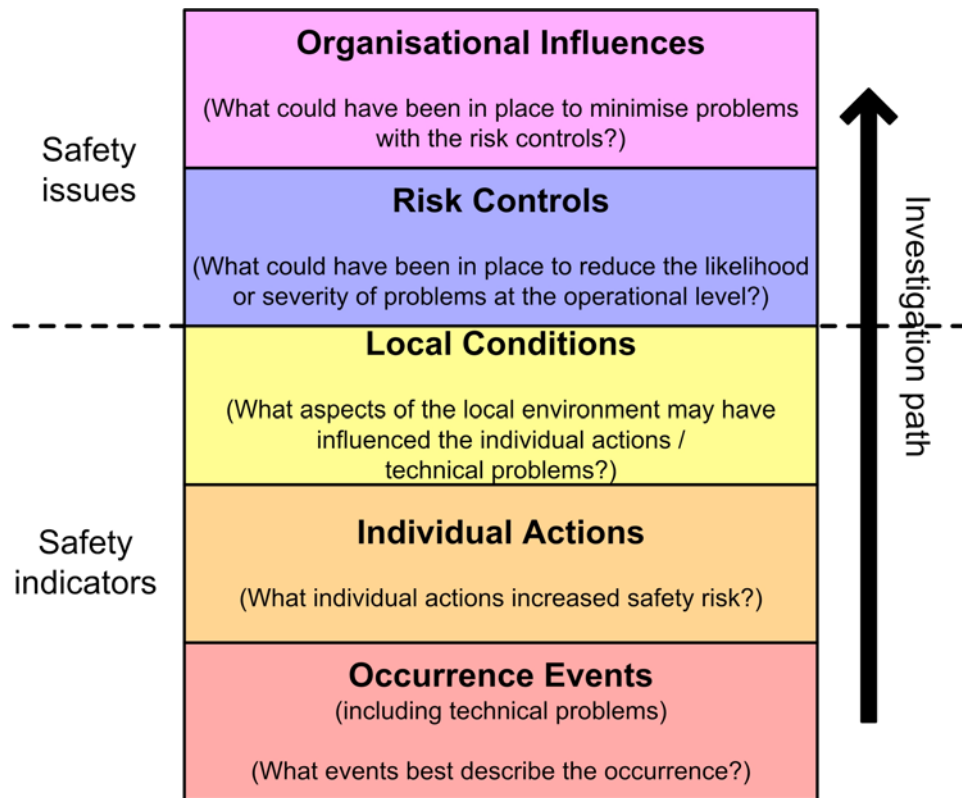 Organisational Influences
(What could have been in place to minimise problems
with the risk controls?)
Safety
issues
Risk Controls
(What could have been in place to reduce the likelihood
or severity of problems at the operational level?)
Local Conditions
(What aspects of the local environment may have
influenced the individual actions /
technical problems?)
Individual Actions
(What individual actions increased safety risk?)
Safety
indicators
Occurrence Events
(including technical problems)
(What events best describe the occurrence?)
Investigation path